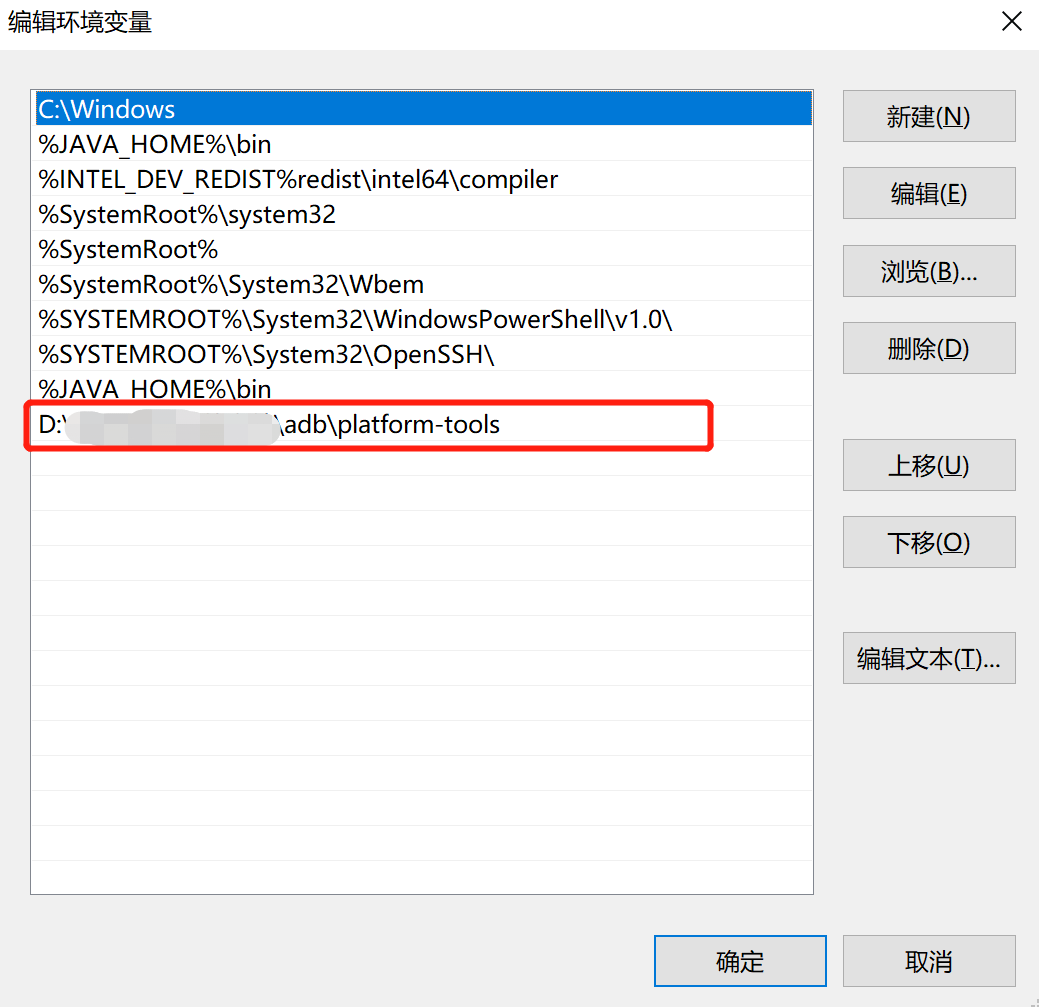 编辑环境变量
C:\Windows
%JAVA_HOME%\bin
%INTEL_DEV_REDIST%redist\intel64\compiler
%SystemRoot%\system32
%SystemRoot%
%SystemRoot%\System32\Wbem
%SYSTEMROOT%\System32\WindowsPowerShell\v1.0\
%SYSTEMROOT%\System32\OpenSSH\
%JAVA_HOME%\bin
D:\ \adb\platform-tools
新建(N)
编辑(E)
浏览(B)...
删除(D)
上移(U)
下移(O)
编辑文本(T)...
确定
取消